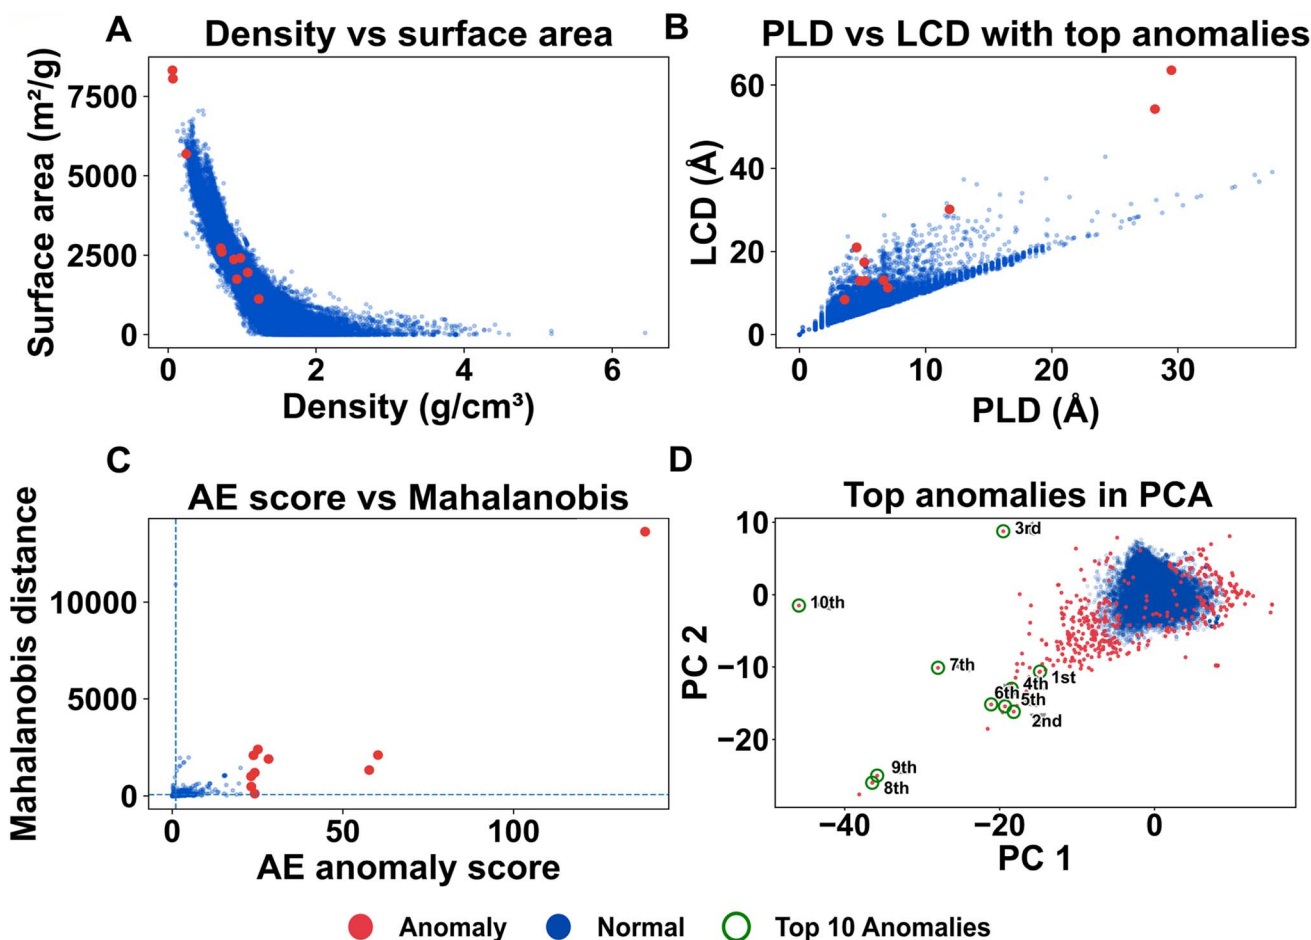 A
Density vs surface area
Surface area (m²/g)
7500
5000
2500
0
0
2
4
6
Density (g/cm³)
B
PLD vs LCD with top anomalies
LCD (Å)
60
40
20
0
0
10
20
30
PLD (Å)
C
AE score vs Mahalanobis
Mahalanobis distance
10000
5000
0
0
50
100
AE anomaly score
D
Top anomalies in PCA
PC 2
10
0
−10
−20
3rd
10th
7th
1st
4th
6th
5th
2nd
9th
8th
−40
−20
0
PC 1
Anomaly
Normal
Top 10 Anomalies